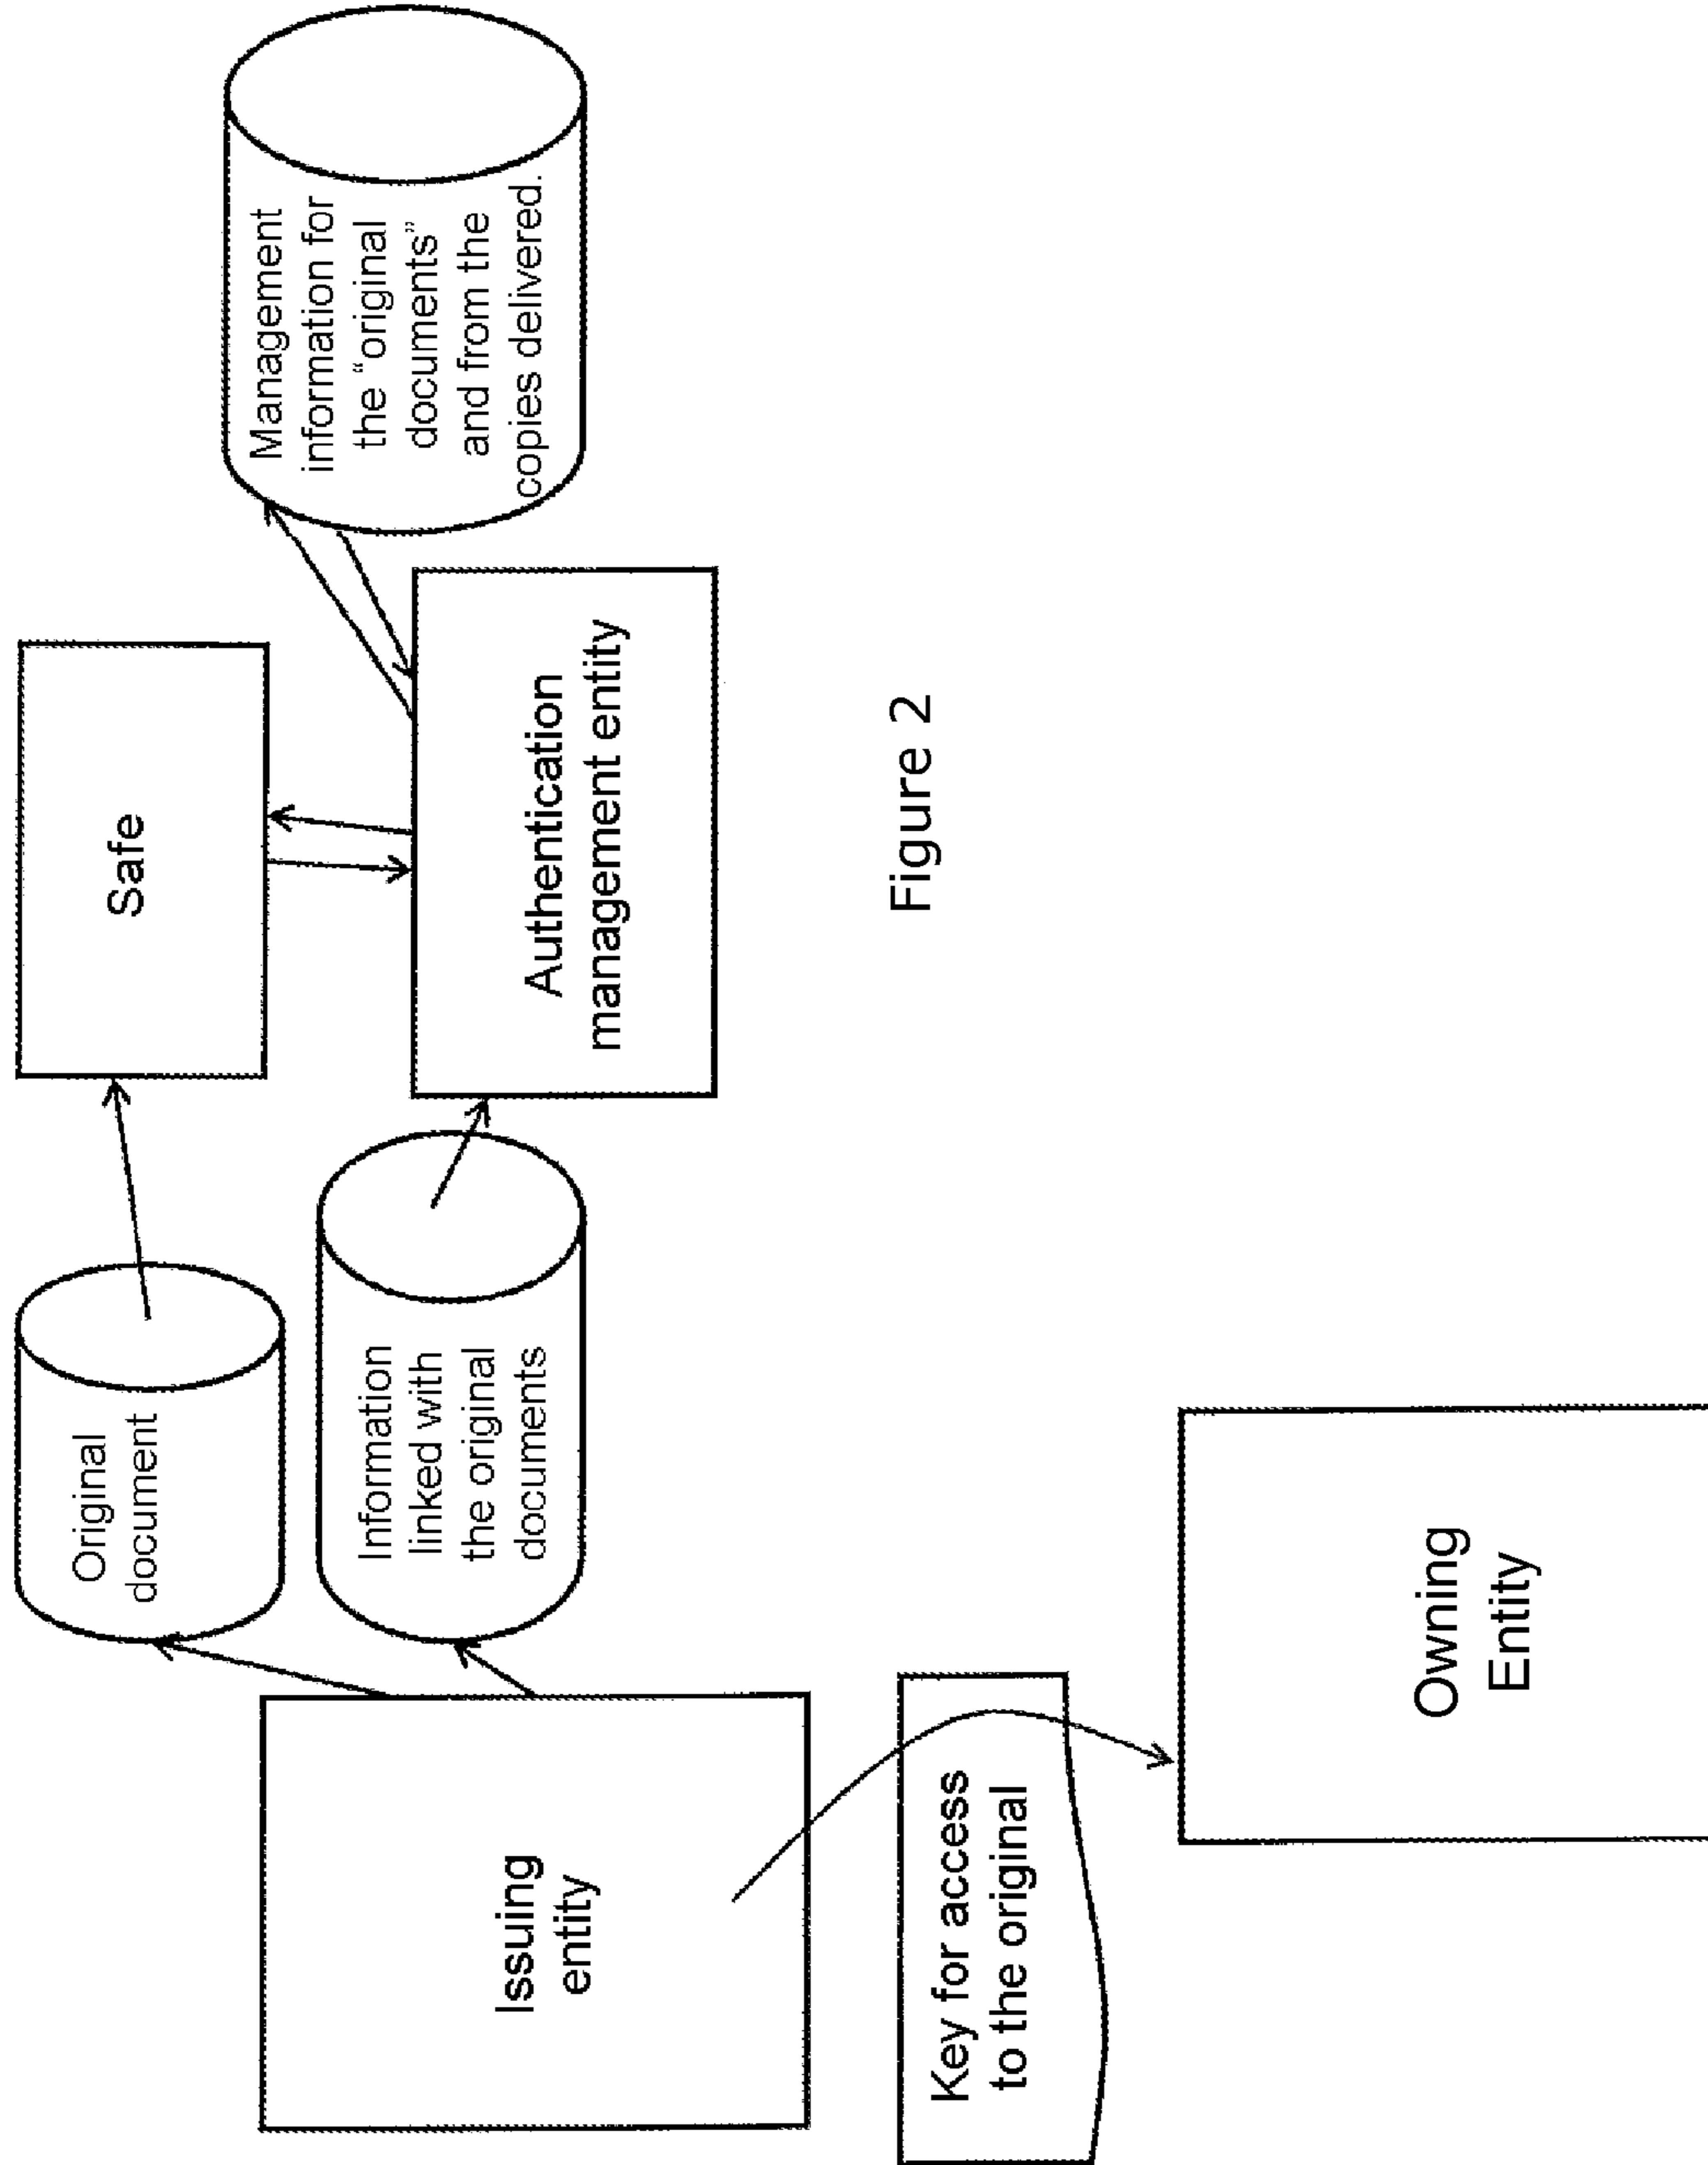 Original
document
Safe
Management
information for
the “original
documents”
and from the
copies delivered.
Issuing
entity
Information
linked with
the original
documents
Authentication
management entity
Key for access
to the original
Owning
Entity
Figure 2